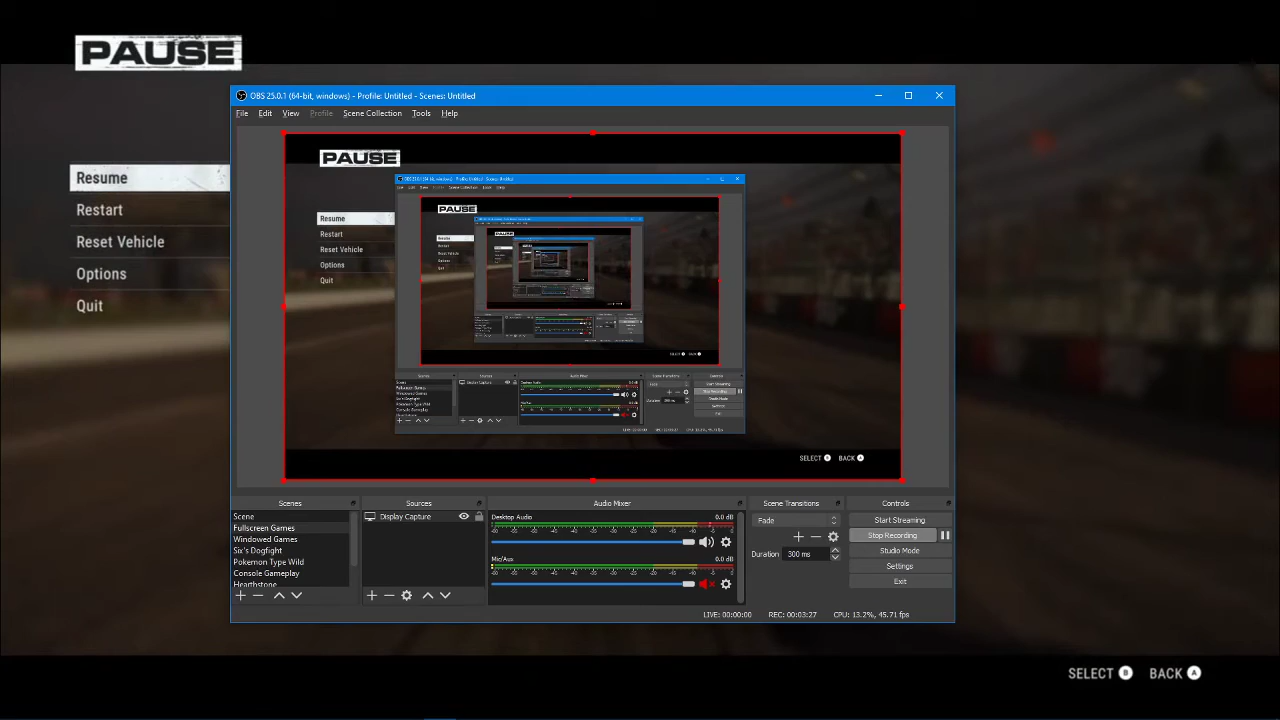 PAUSE
Resume
Restart
Reset Vehicle
Options
Quit
OBS 25.0.1 (64-bit, windows) - Profile: Untitled - Scenes: Untitled
File Edit View Profile Scene Collection Tools Help
PAUSE
Resume
Restart
Reset Vehicle
Options
Quit
PAUSE
SELECT B BACK A
Scenes
Scene
Fullscreen Games
Windowed Games
Six's Dogfight
Pokemon Type Wild
Console Gameplay
Hearthstone
Sources
Display Capture
Audio Mixer
Desktop Audio 0.0 dB
Mic/Aux 0.0 dB
Scene Transitions
Fade
Duration 300 ms
Controls
Start Streaming
Stop Recording
Studio Mode
Settings
Exit
LIVE: 00:00:00 REC: 00:03:27 CPU: 13.2%, 45.71 fps
SELECT B BACK A